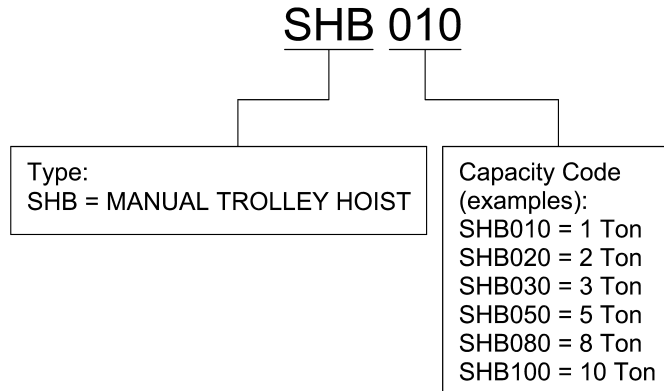 SHB 010
Type:
SHB = MANUAL TROLLEY HOIST
Capacity Code
(examples):
SHB010 = 1 Ton
SHB020 = 2 Ton
SHB030 = 3 Ton
SHB050 = 5 Ton
SHB080 = 8 Ton
SHB100 = 10 Ton